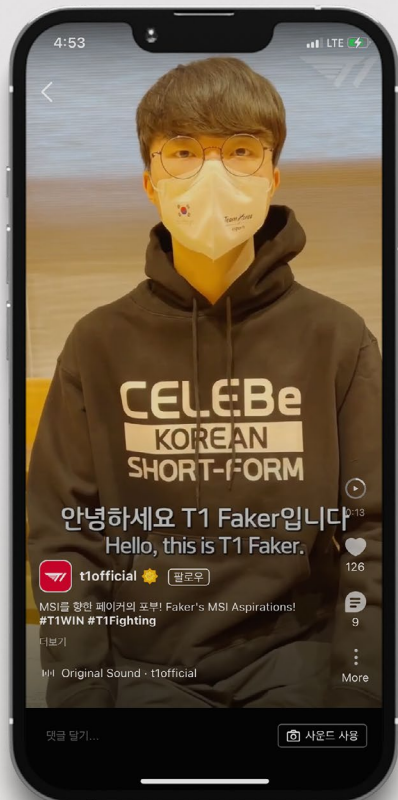 4:53
LTE
Team Korea
CELEBe
KOREAN
SHORT-FORM
안녕하세요 T1 Faker입니다
Hello, this is T1 Faker.
0:13
t1official
팔로우
126
MSI를 향한 페이커의 포부! Faker's MSI Aspirations!
#T1WIN #T1Fighting
9
더보기
Original Sound · t1official
More
댓글 달기...
사운드 사용